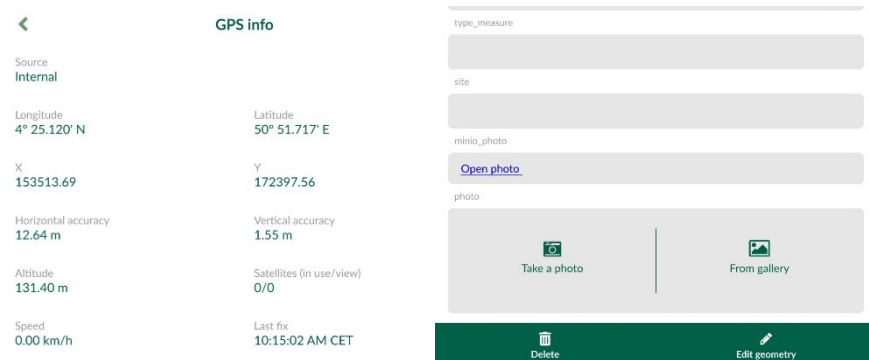 GPS info
Source
Internal
Longitude
4° 25.120' N
Latitude
50° 51.717' E
X
153513.69
Y
172397.56
Horizontal accuracy
12.64 m
Vertical accuracy
1.55 m
Altitude
131.40 m
Satellites (in use/view)
0/0
Speed
0.00 km/h
Last fix
10:15:02 AM CET
type_measure
site
minio_photo
Open photo
photo
Take a photo
From gallery
Delete
Edit geometry